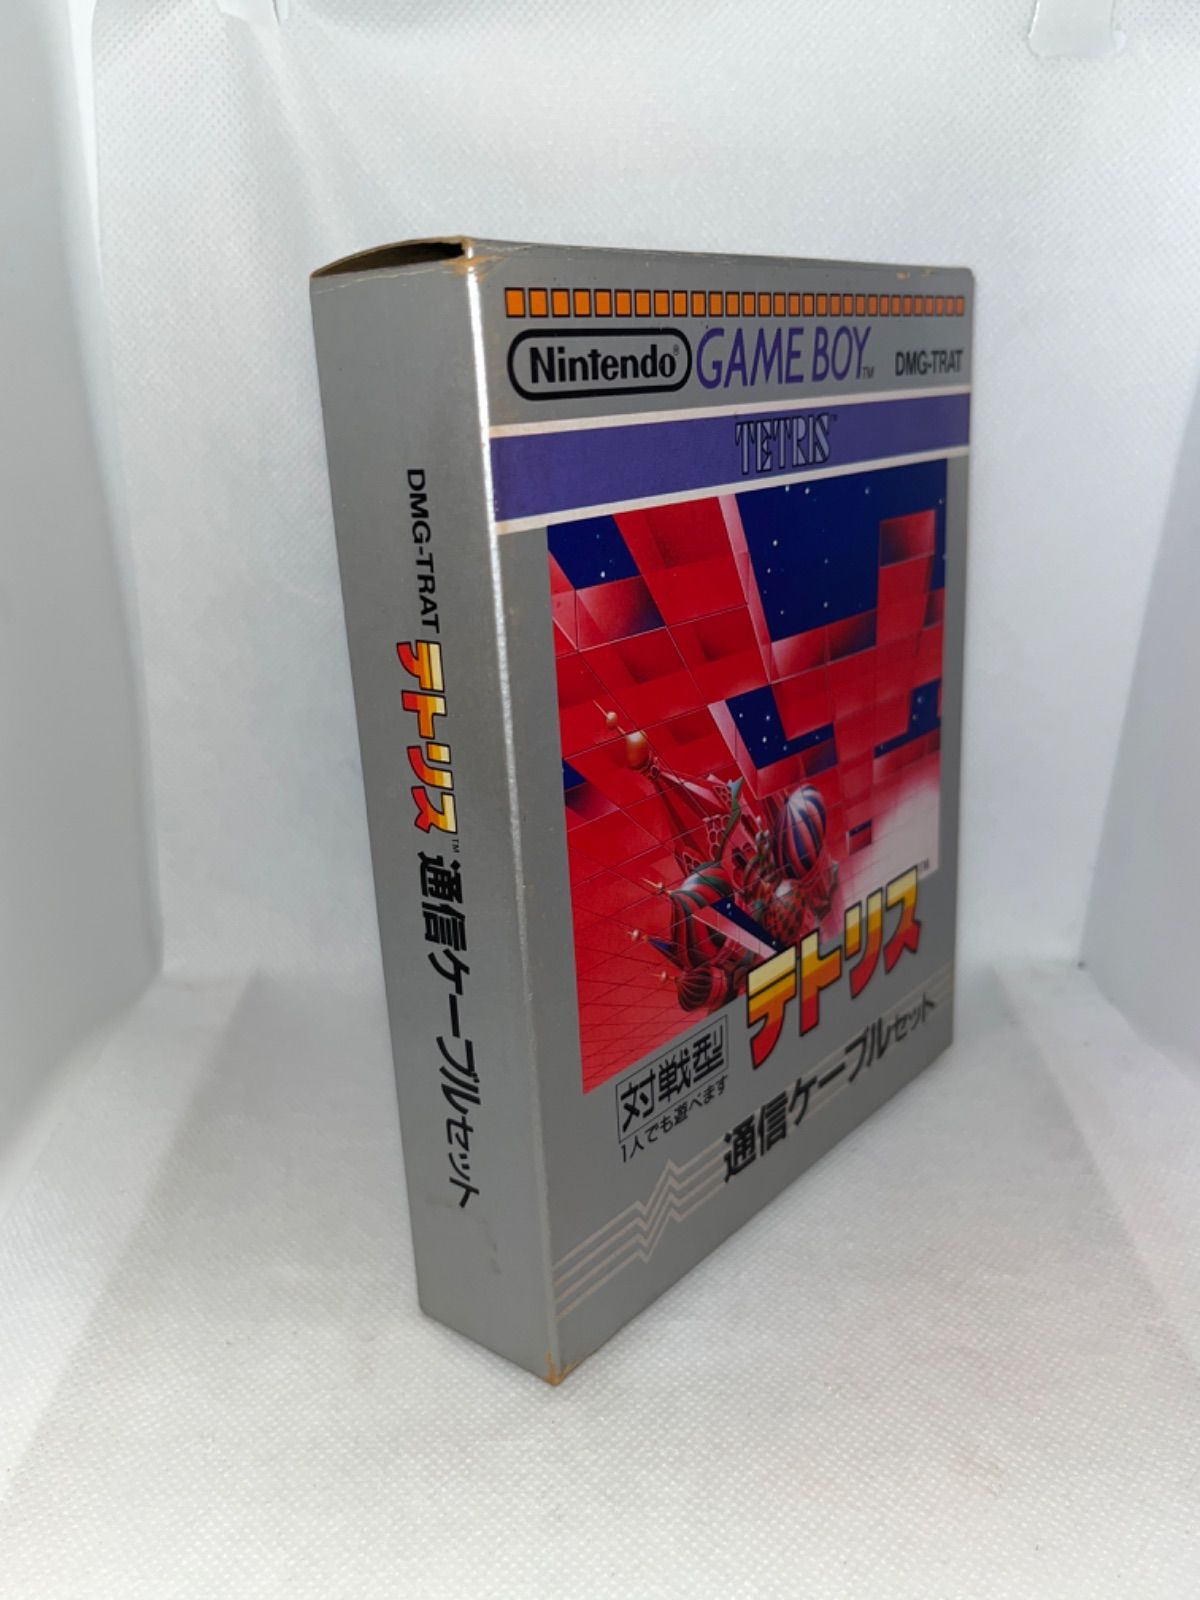 Nintendo® GAME BOY™ DMG-TRAT
TETRIS™
テトリス™
対戦型
1人でも遊べます
通信ケーブルセット
DMG-TRAT テトリス™ 通信ケーブルセット